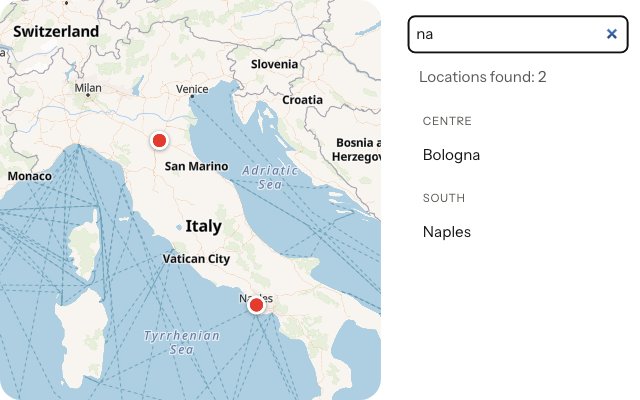 Switzerland
Slovenia
Milan
Venice
Croatia
Bosnia a
Herzegov
San Marino
Monaco
Adriatic
Sea
Italy
Vatican City
Naples
Tyrrhenian
Sea
na
Locations found: 2
CENTRE
Bologna
SOUTH
Naples